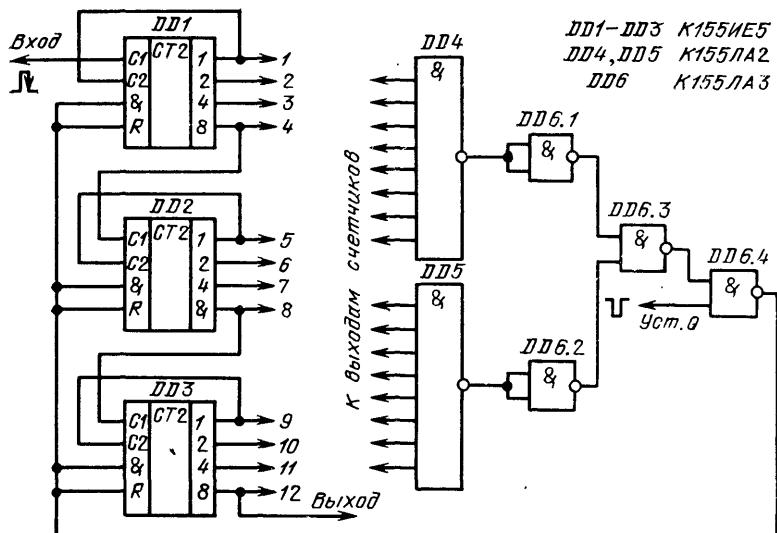 DD1
Вход
C1
C2
&
R
CT2
1
2
4
8
1
2
3
4
DD2
C1
C2
&
R
CT2
1
2
4
&
5
6
7
8
DD3
C1
C2
&
R
CT2
1
2
4
8
9
10
11
12
Выход
К выходам счетчиков
DD4
&
DD5
&
DD6.1
&
DD6.2
&
DD6.3
&
DD6.4
&
Уст. Q
DD1-DD3 К155ИЕ5
DD4, DD5 К155ЛА2
DD6 К155ЛА3